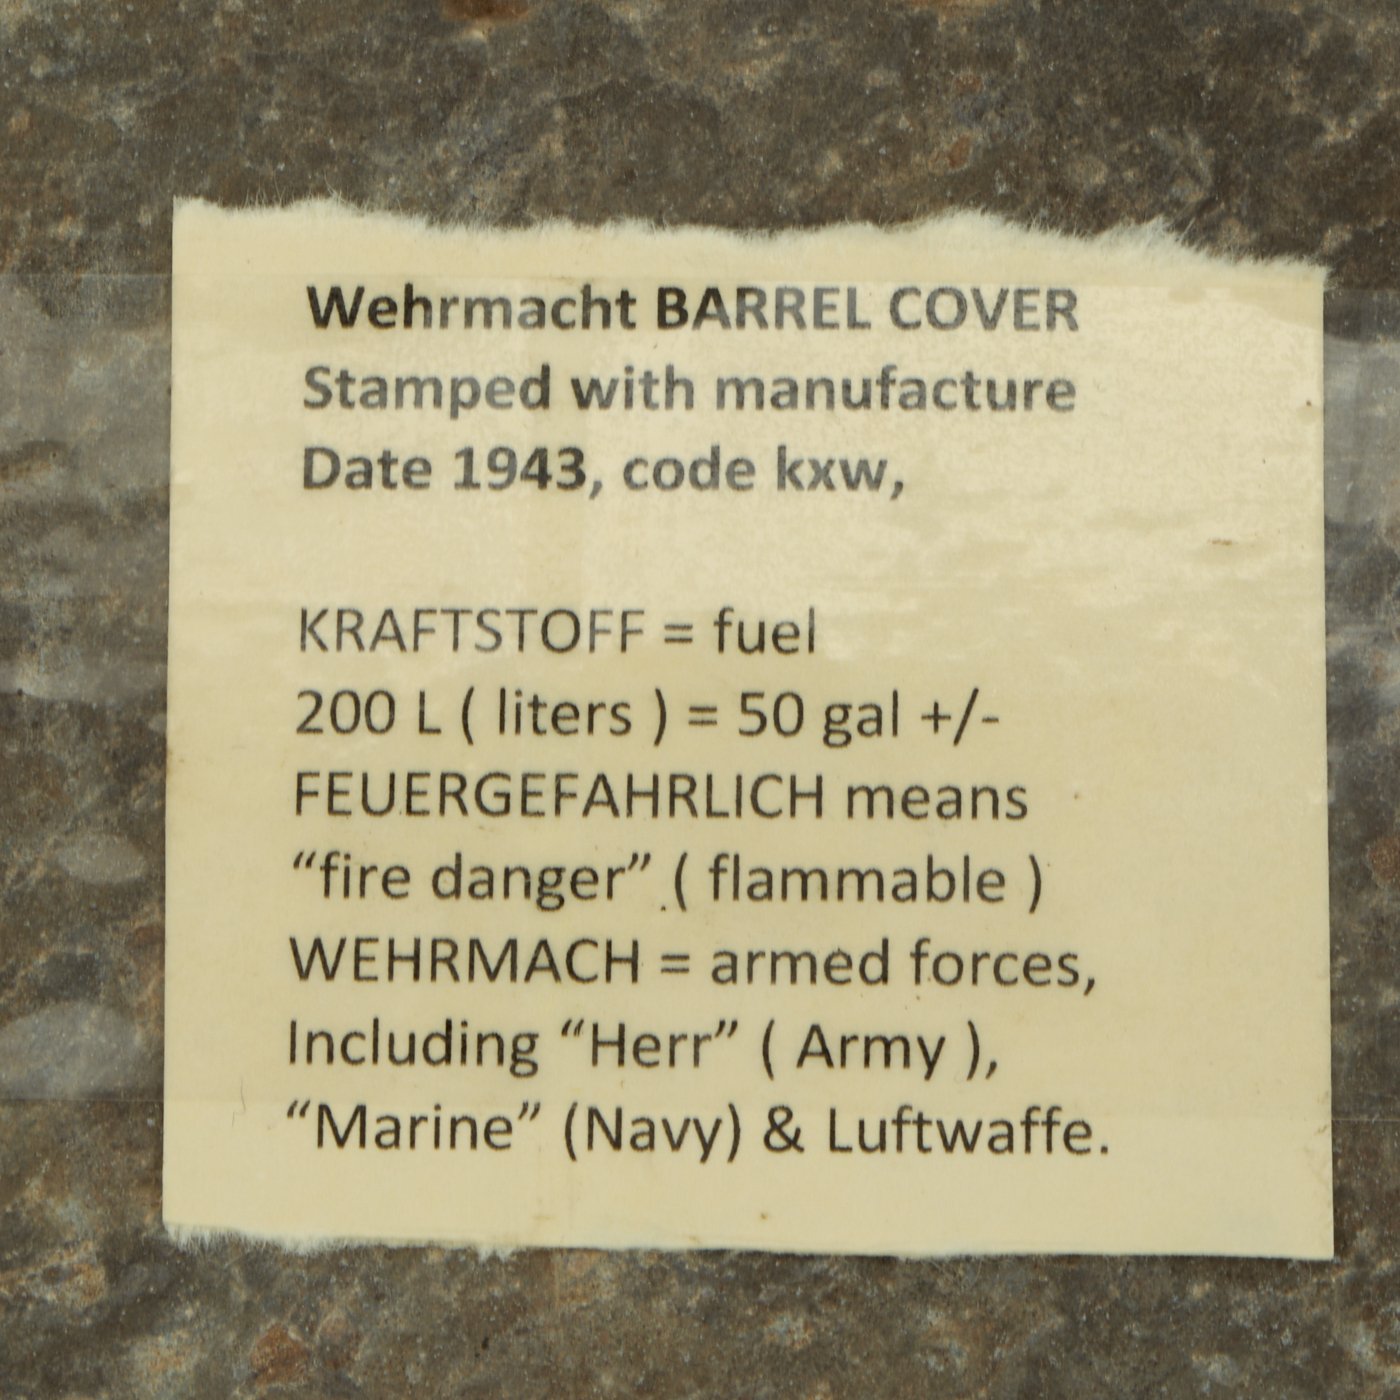 Wehrmacht BARREL COVER
Stamped with manufacture
Date 1943, code kxw,
KRAFTSTOFF = fuel
200 L ( liters ) = 50 gal +/-
FEUERGEFAHRLICH means
“fire danger” ( flammable )
WEHRMACH = armed forces,
Including “Herr” ( Army ),
“Marine” (Navy) & Luftwaffe.